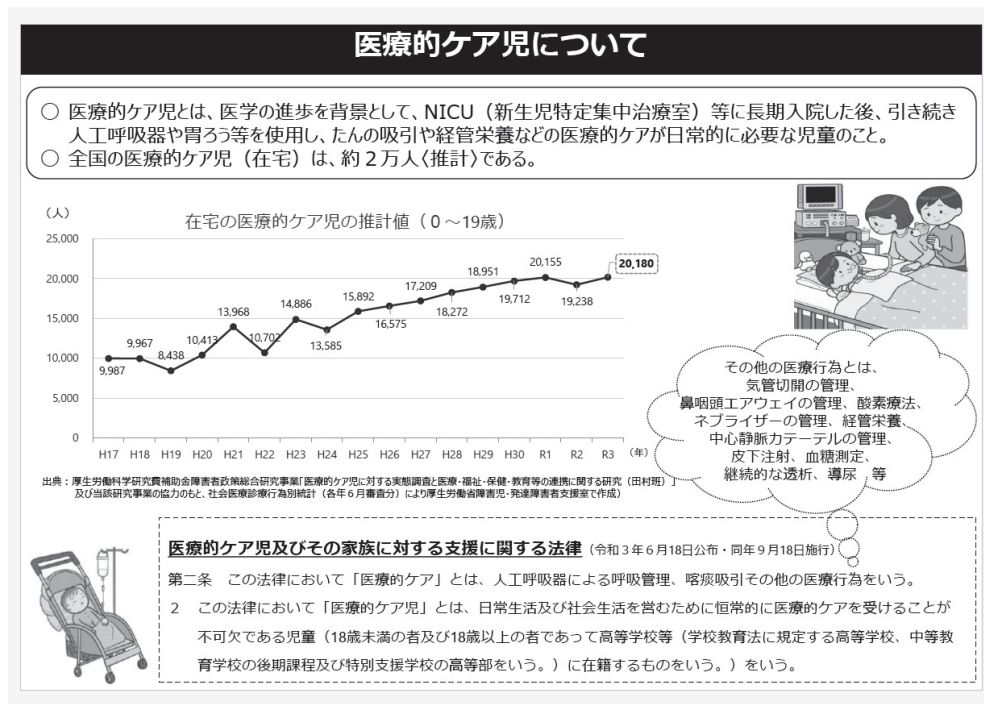 医療的ケア児について
○ 医療的ケア児とは、医学の進歩を背景として、NICU（新生児特定集中治療室）等に長期入院した後、引き続き
人工呼吸器や胃ろう等を使用し、たんの吸引や経管栄養などの医療的ケアが日常的に必要な児童のこと。
○ 全国の医療的ケア児（在宅）は、約２万人〈推計〉である。
（人）
在宅の医療的ケア児の推計値（０～19歳）
25,000
20,000
15,000
10,000
5,000
0
9,987
9,967
8,438
10,413
13,968
10,702
14,886
13,585
15,892
16,575
17,209
18,272
18,951
19,712
20,155
19,238
20,180
H17 H18 H19 H20 H21 H22 H23 H24 H25 H26 H27 H28 H29 H30 R1 R2 R3 （年）
その他の医療行為とは、
気管切開の管理、
鼻咽頭エアウェイの管理、酸素療法、
ネブライザーの管理、経管栄養、
中心静脈カテーテルの管理、
皮下注射、血糖測定、
継続的な透析、導尿 等
出典：厚生労働科学研究費補助金障害者政策総合研究事業「医療的ケア児に対する実態調査と医療・福祉・保健・教育等の連携に関する研究（田村班）」
及び当該研究事業の協力のもと、社会医療診療行為別統計（各年６月審査分）により厚生労働省障害児・発達障害者支援室で作成）
医療的ケア児及びその家族に対する支援に関する法律（令和３年６月18日公布・同年９月18日施行）
第二条 この法律において「医療的ケア」とは、人工呼吸器による呼吸管理、喀痰吸引その他の医療行為をいう。
２ この法律において「医療的ケア児」とは、日常生活及び社会生活を営むために恒常的に医療的ケアを受けることが
不可欠である児童（18歳未満の者及び18歳以上の者であって高等学校等（学校教育法に規定する高等学校、中等教
育学校の後期課程及び特別支援学校の高等部をいう。）に在籍するものをいう。）をいう。